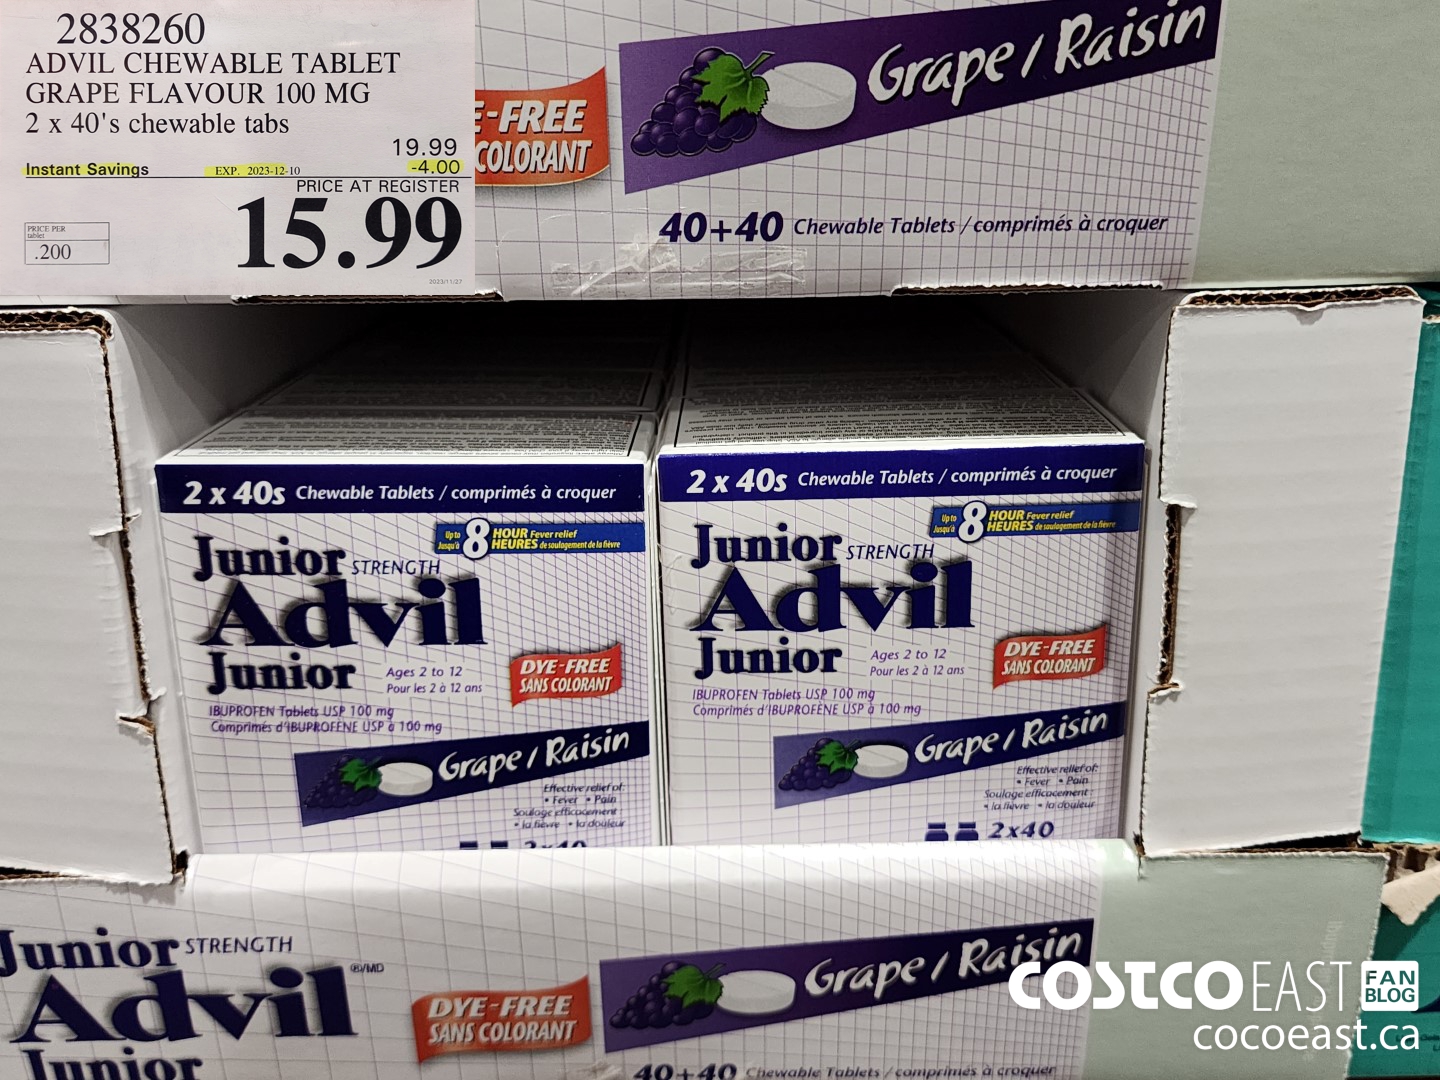 2838260
ADVIL CHEWABLE TABLET
GRAPE FLAVOUR 100 MG
2 x 40's chewable tabs
19.99
Instant Savings EXP. 2023-12-10 -4.00
PRICE AT REGISTER
15.99
PRICE PER
tablet
.200
2023/11/27
E-FREE
COLORANT
Grape / Raisin
40+40 Chewable Tablets / comprimés à croquer
2 x 40s Chewable Tablets / comprimés à croquer
Up to 8 HOUR Fever relief
Jusqu'à HEURES de soulagement de la fièvre
Junior STRENGTH
Advil
Junior
Ages 2 to 12
Pour les 2 à 12 ans
DYE-FREE
SANS COLORANT
IBUPROFEN Tablets USP 100 mg
Comprimés d'IBUPROFÈNE USP à 100 mg
Grape / Raisin
Effective relief of:
• Fever • Pain
Soulage efficacement
• la fièvre • la douleur
2x40
2 x 40s Chewable Tablets / comprimés à croquer
Up to 8 HOUR Fever relief
Jusqu'à HEURES de soulagement de la fièvre
Junior STRENGTH
Advil
Junior
Ages 2 to 12
Pour les 2 à 12 ans
DYE-FREE
SANS COLORANT
IBUPROFEN Tablets USP 100 mg
Comprimés d'IBUPROFÈNE USP à 100 mg
Grape / Raisin
Effective relief of:
• Fever • Pain
Soulage efficacement
• la fièvre • la douleur
2x40
Junior STRENGTH
Advil ®/MD
Junior
DYE-FREE
SANS COLORANT
Grape / Raisin
40+40 Chewable Tablets / comprimés à croquer
COSTCO EAST FAN
BLOG
cocoeast.ca